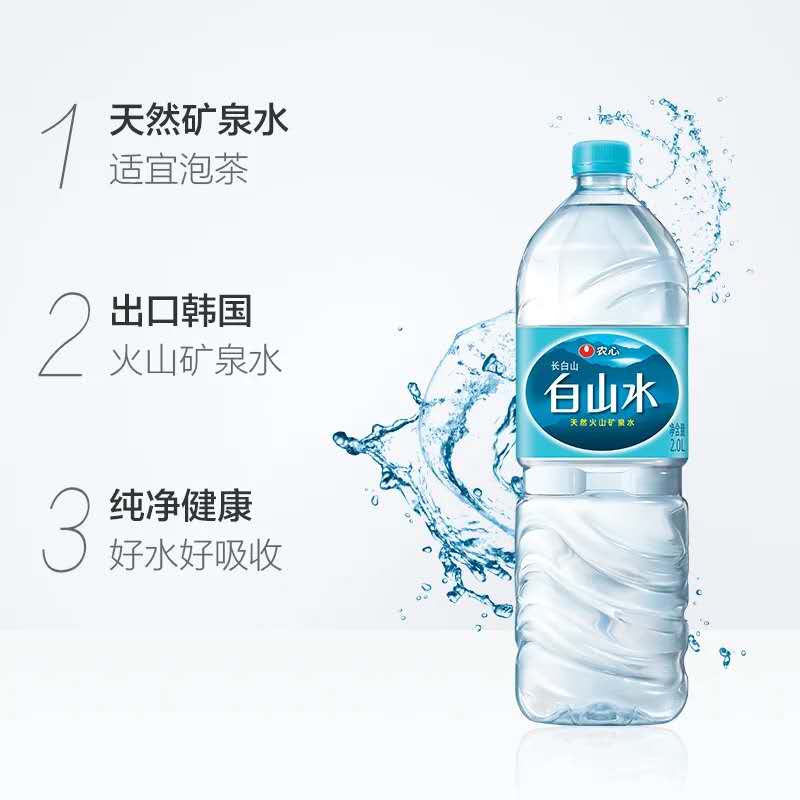 1
天然矿泉水
适宜泡茶
2
出口韩国
火山矿泉水
3
纯净健康
好水好吸收
农心
长白山
白山水
天然火山矿泉水
净含量
2.0L